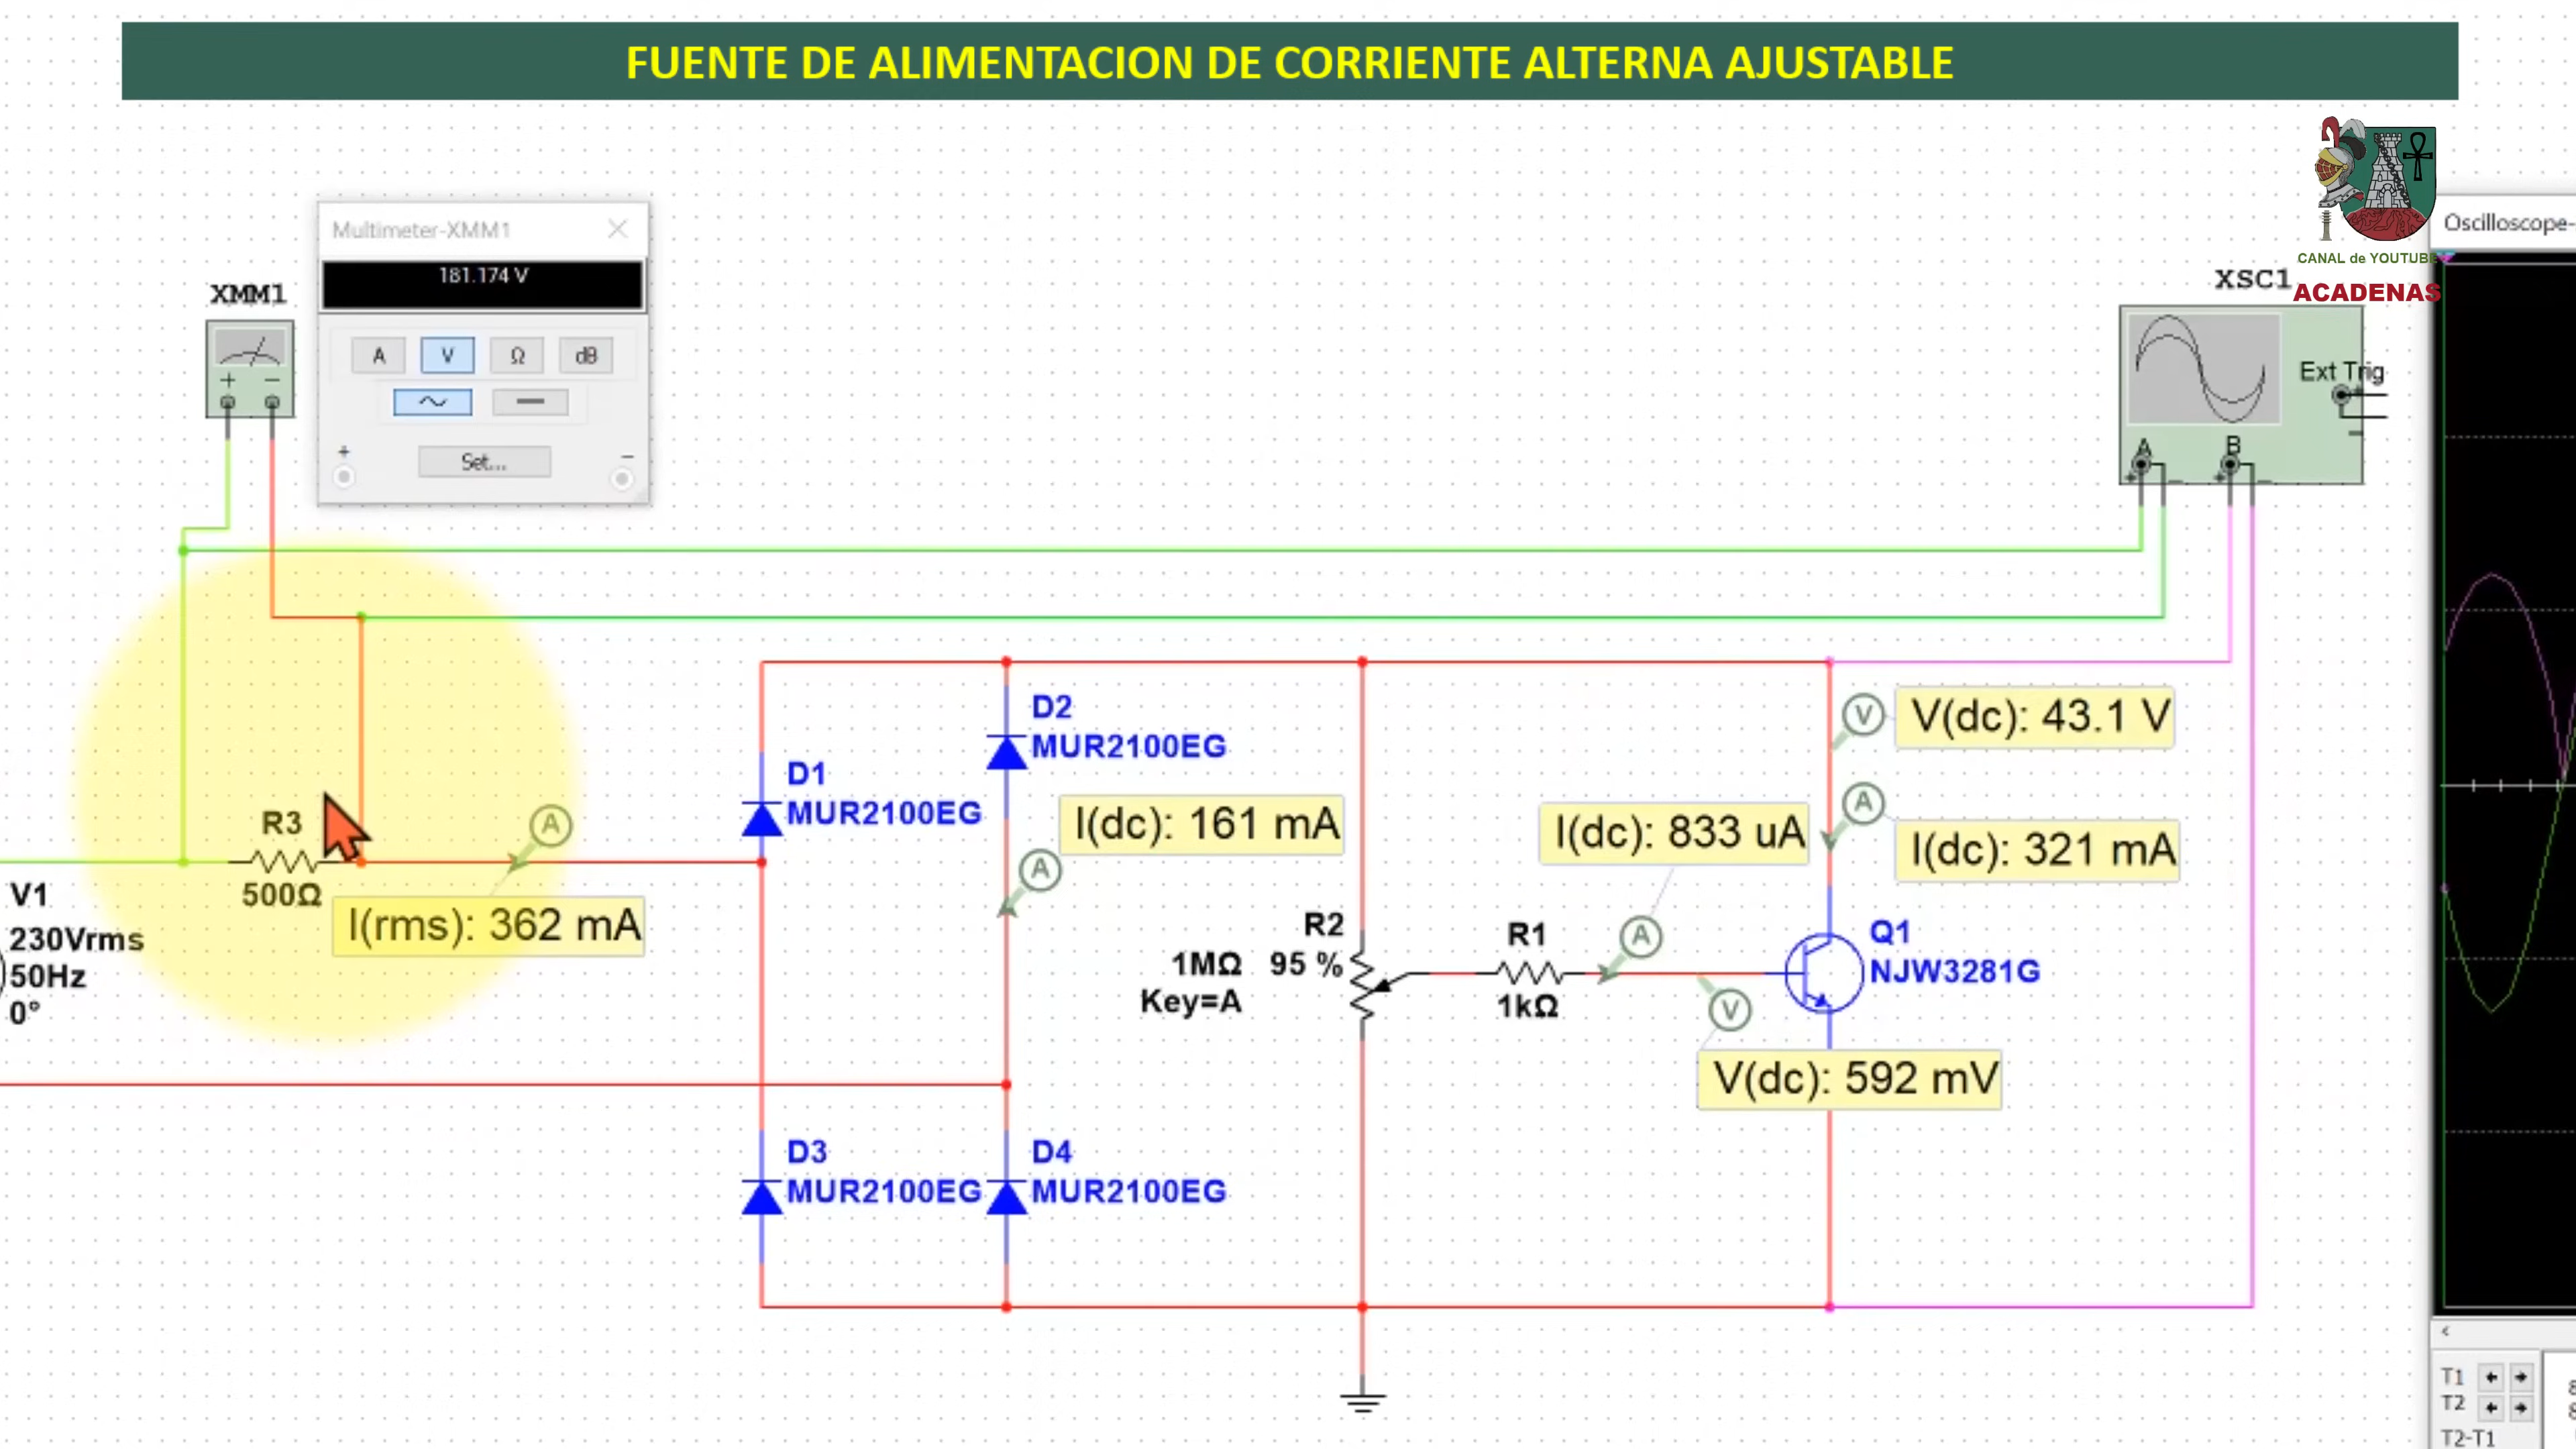 FUENTE DE ALIMENTACION DE CORRIENTE ALTERNA AJUSTABLE
CANAL de YOUTUBE
ACADENAS
Oscilloscope-
Multimeter-XMM1
181.174 V
A V Ω dB
Set...
+ −
XMM1
+ −
XSC1
Ext Trig
A B
R3
500Ω
A
I(rms): 362 mA
V1
230Vrms
50Hz
0°
D1
MUR2100EG
D2
MUR2100EG
A
I(dc): 161 mA
D3
MUR2100EG
D4
MUR2100EG
R2
1MΩ 95 %
Key=A
R1
1kΩ
A
I(dc): 833 uA
V
V(dc): 592 mV
V
V(dc): 43.1 V
A
I(dc): 321 mA
Q1
NJW3281G
T1
T2
T2-T1